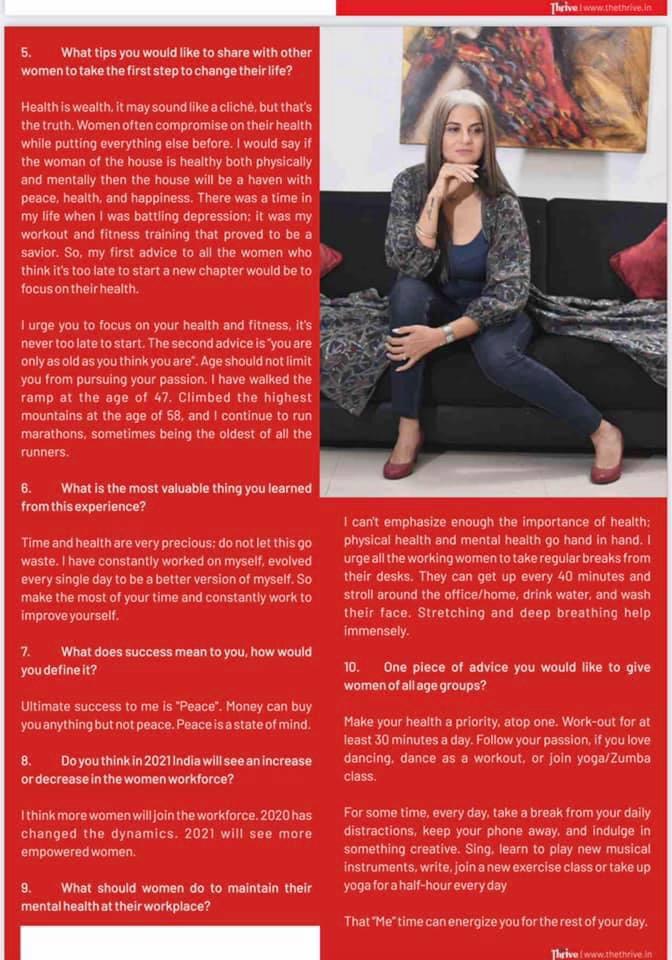 Thrive | www.thethrive.in
5. What tips you would like to share with other
women to take the first step to change their life?
Health is wealth, it may sound like a cliché, but that's
the truth. Women often compromise on their health
while putting everything else before. I would say if
the woman of the house is healthy both physically
and mentally then the house will be a haven with
peace, health, and happiness. There was a time in
my life when I was battling depression; it was my
workout and fitness training that proved to be a
savior. So, my first advice to all the women who
think it's too late to start a new chapter would be to
focus on their health.
I urge you to focus on your health and fitness, it's
never too late to start. The second advice is “you are
only as old as you think you are”. Age should not limit
you from pursuing your passion. I have walked the
ramp at the age of 47. Climbed the highest
mountains at the age of 58, and I continue to run
marathons, sometimes being the oldest of all the
runners.
6. What is the most valuable thing you learned
from this experience?
Time and health are very precious; do not let this go
waste. I have constantly worked on myself, evolved
every single day to be a better version of myself. So
make the most of your time and constantly work to
improve yourself.
7. What does success mean to you, how would
you define it?
Ultimate success to me is "Peace". Money can buy
you anything but not peace. Peace is a state of mind.
8. Do you think in 2021 India will see an increase
or decrease in the women workforce?
I think more women will join the workforce. 2020 has
changed the dynamics. 2021 will see more
empowered women.
9. What should women do to maintain their
mental health at their workplace?
I can't emphasize enough the importance of health;
physical health and mental health go hand in hand. I
urge all the working women to take regular breaks from
their desks. They can get up every 40 minutes and
stroll around the office/home, drink water, and wash
their face. Stretching and deep breathing help
immensely.
10. One piece of advice you would like to give
women of all age groups?
Make your health a priority, atop one. Work-out for at
least 30 minutes a day. Follow your passion, if you love
dancing, dance as a workout, or join yoga/Zumba
class.
For some time, every day, take a break from your daily
distractions, keep your phone away, and indulge in
something creative. Sing, learn to play new musical
instruments, write, join a new exercise class or take up
yoga for a half-hour every day
That “Me” time can energize you for the rest of your day.
Thrive | www.thethrive.in